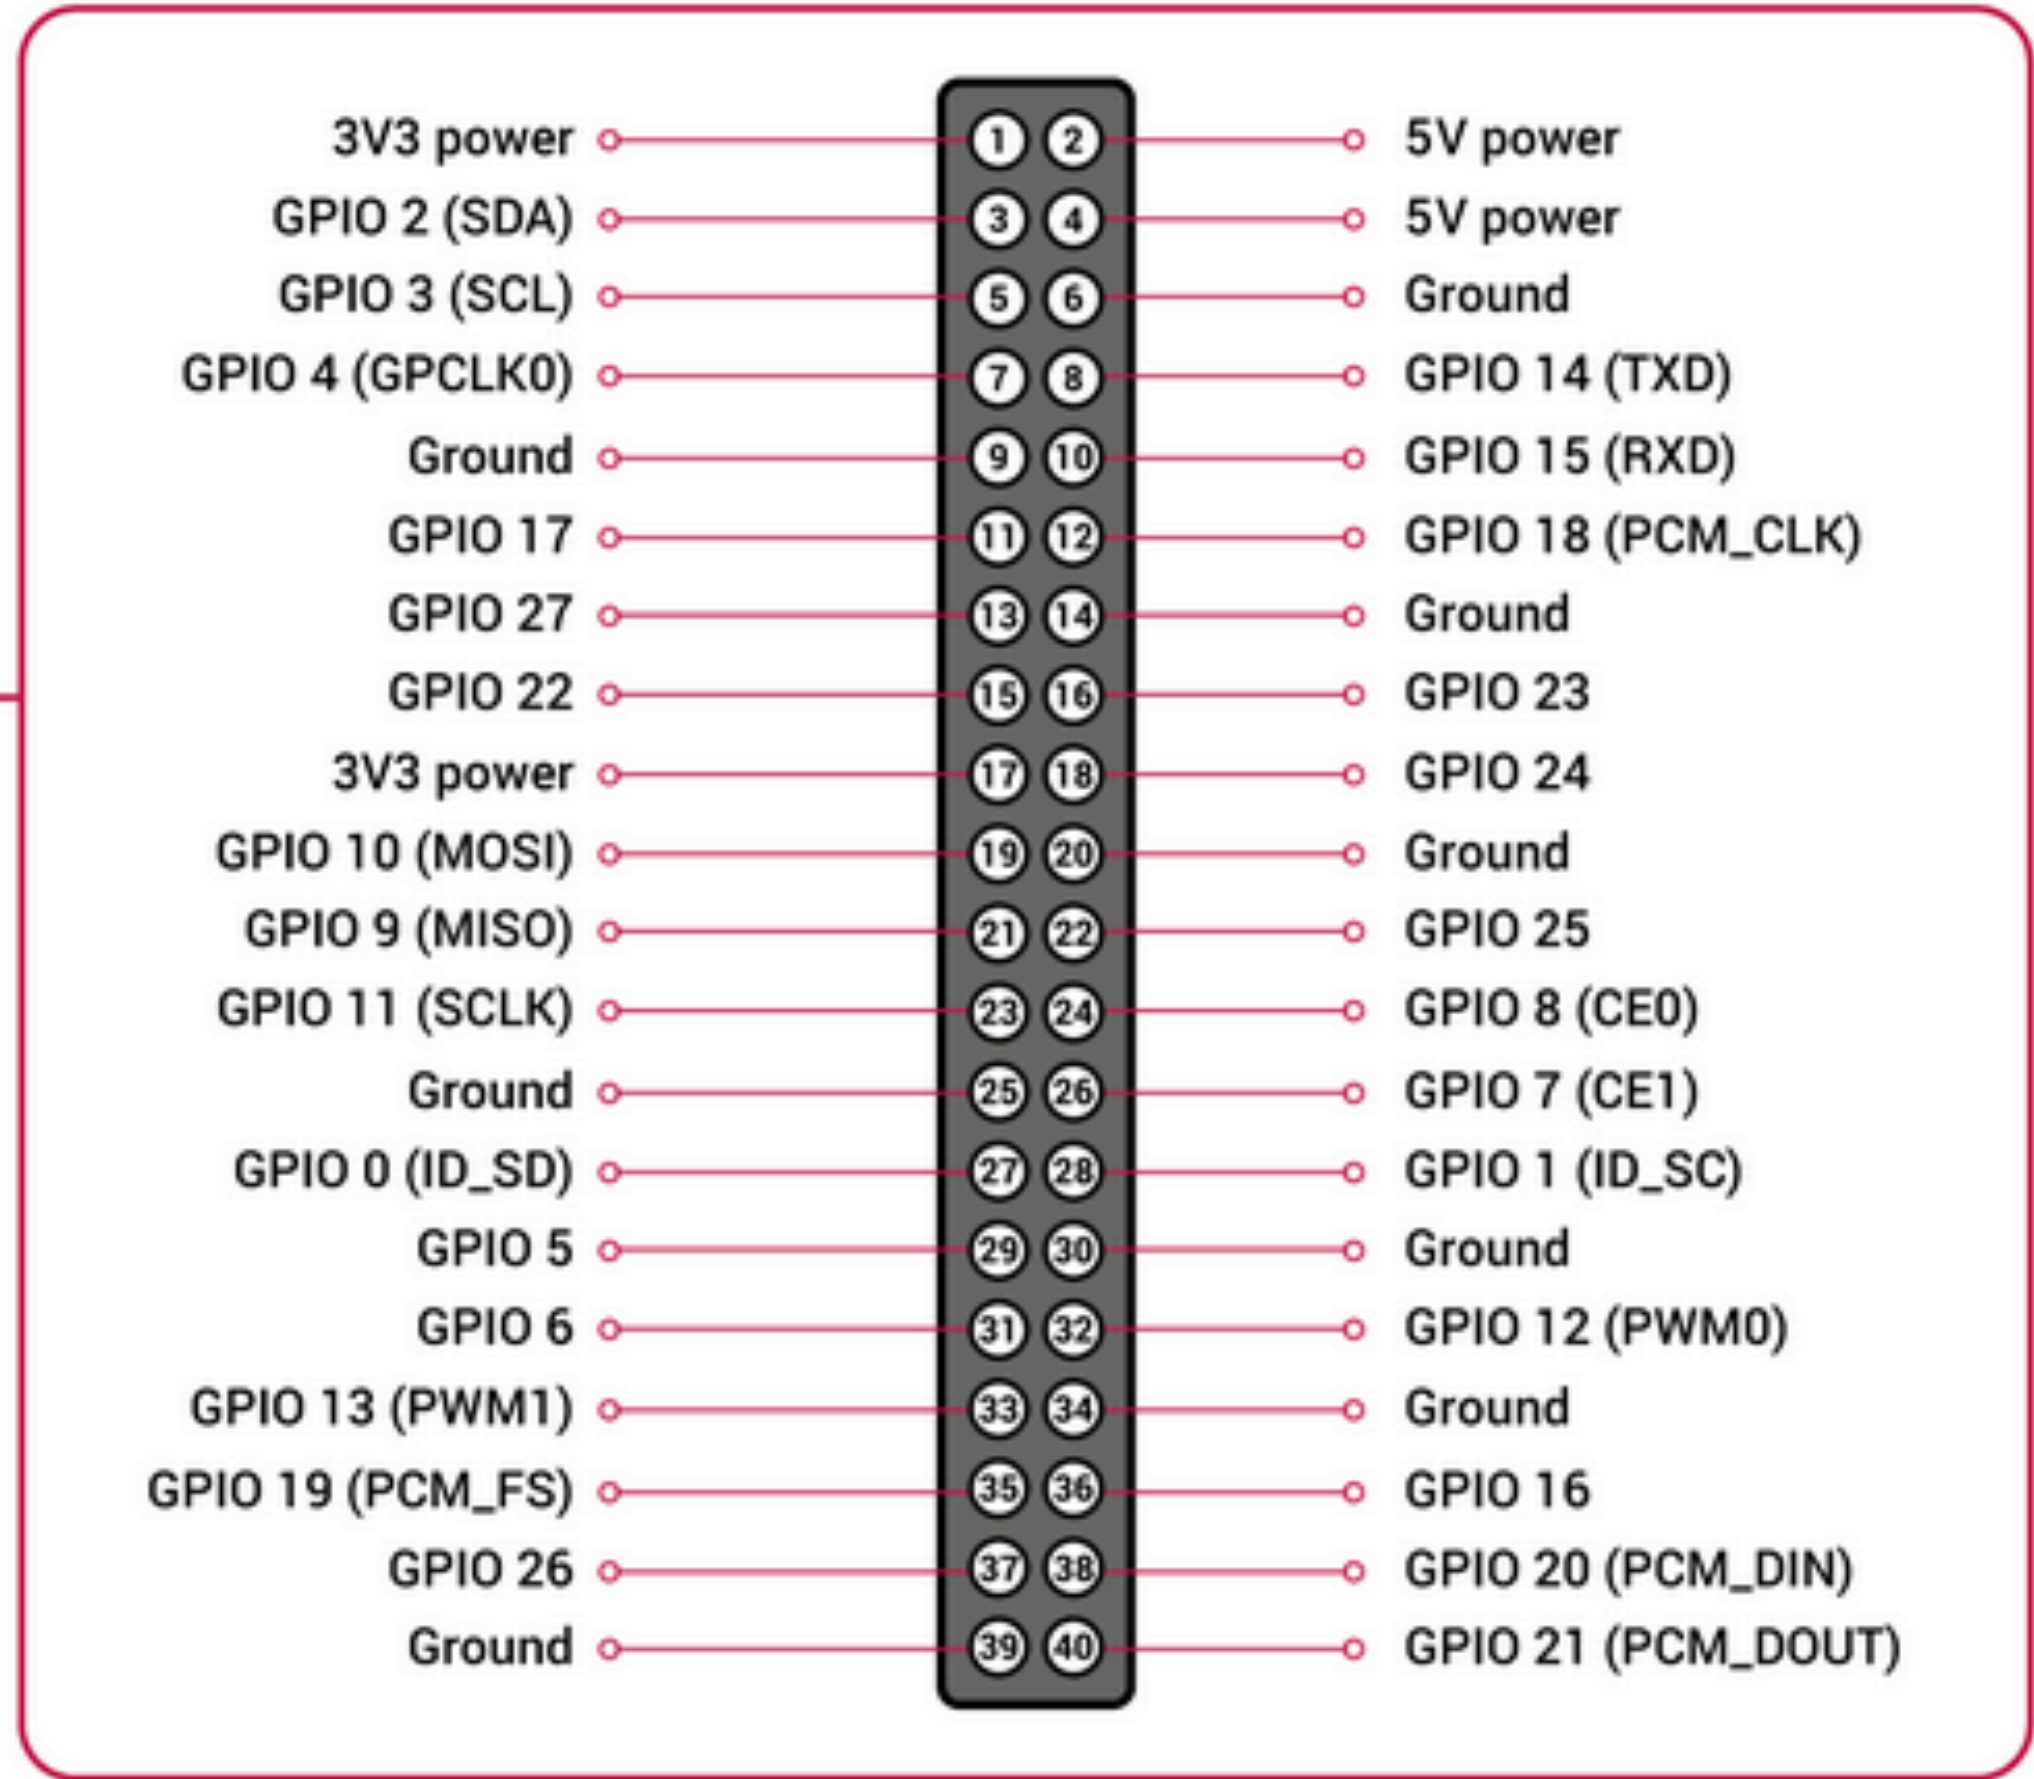 3V3 power 1 2 5V power
GPIO 2 (SDA) 3 4 5V power
GPIO 3 (SCL) 5 6 Ground
GPIO 4 (GPCLK0) 7 8 GPIO 14 (TXD)
Ground 9 10 GPIO 15 (RXD)
GPIO 17 11 12 GPIO 18 (PCM_CLK)
GPIO 27 13 14 Ground
GPIO 22 15 16 GPIO 23
3V3 power 17 18 GPIO 24
GPIO 10 (MOSI) 19 20 Ground
GPIO 9 (MISO) 21 22 GPIO 25
GPIO 11 (SCLK) 23 24 GPIO 8 (CE0)
Ground 25 26 GPIO 7 (CE1)
GPIO 0 (ID_SD) 27 28 GPIO 1 (ID_SC)
GPIO 5 29 30 Ground
GPIO 6 31 32 GPIO 12 (PWM0)
GPIO 13 (PWM1) 33 34 Ground
GPIO 19 (PCM_FS) 35 36 GPIO 16
GPIO 26 37 38 GPIO 20 (PCM_DIN)
Ground 39 40 GPIO 21 (PCM_DOUT)